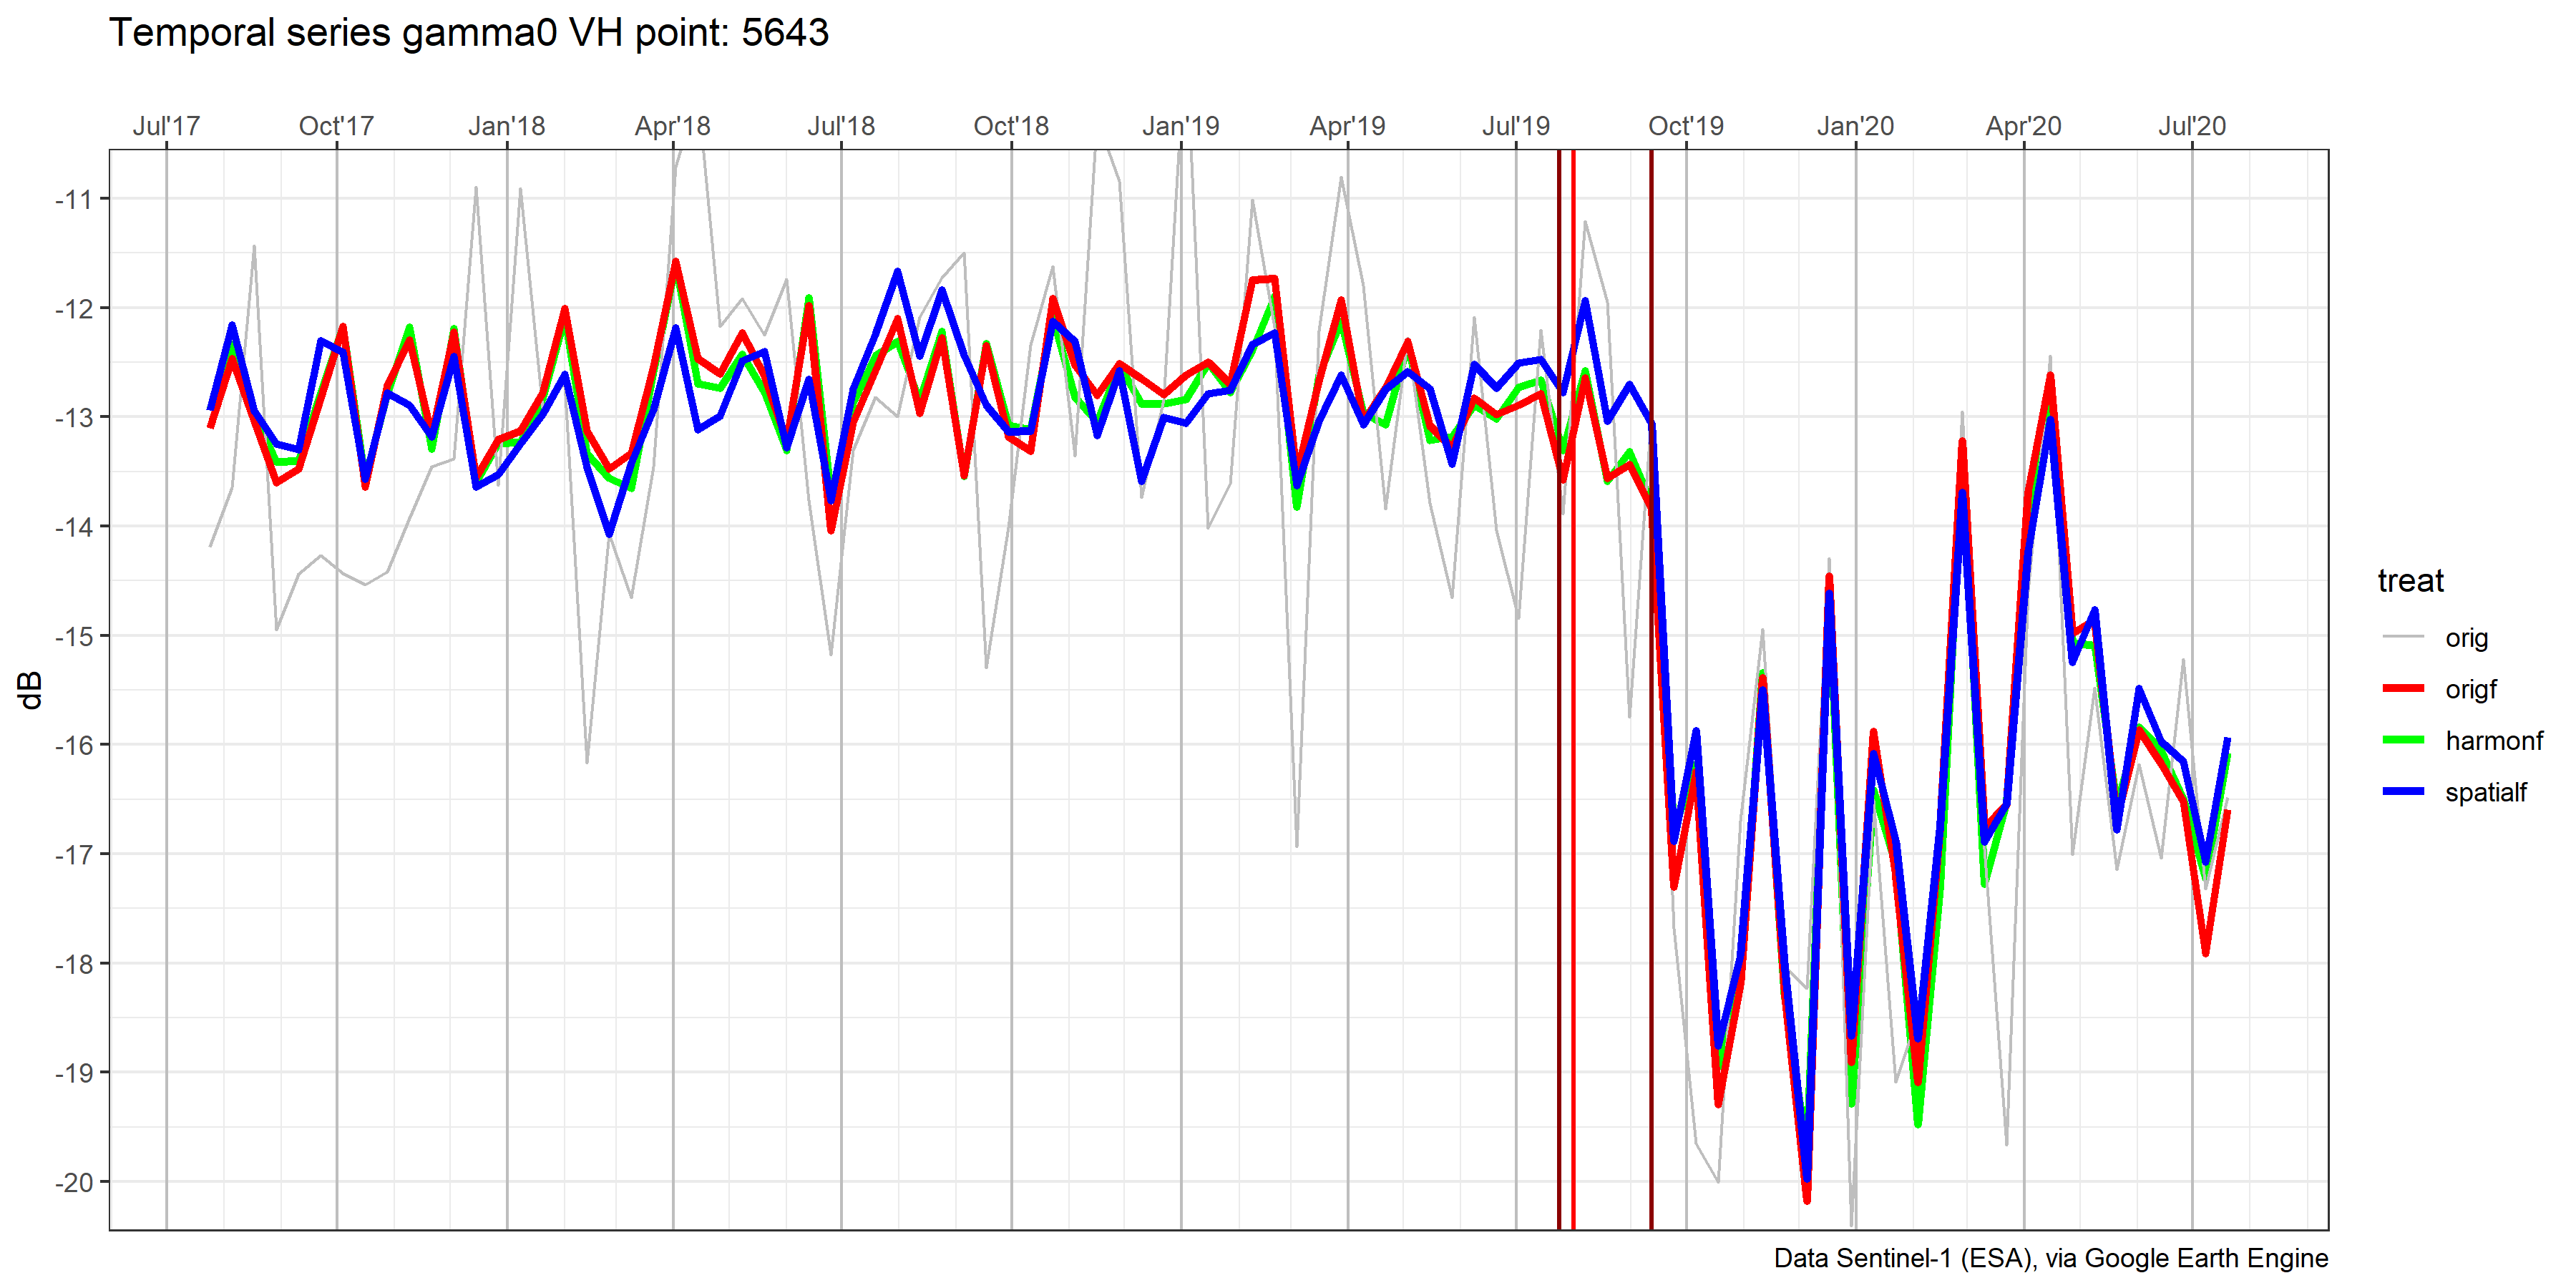 Temporal series gamma0 VH point: 5643
Jul'17 Oct'17 Jan'18 Apr'18 Jul'18 Oct'18 Jan'19 Apr'19 Jul'19 Oct'19 Jan'20 Apr'20 Jul'20
-11
-12
-13
-14
-15
-16
-17
-18
-19
-20
dB
treat
orig
origf
harmonf
spatialf
Data Sentinel-1 (ESA), via Google Earth Engine